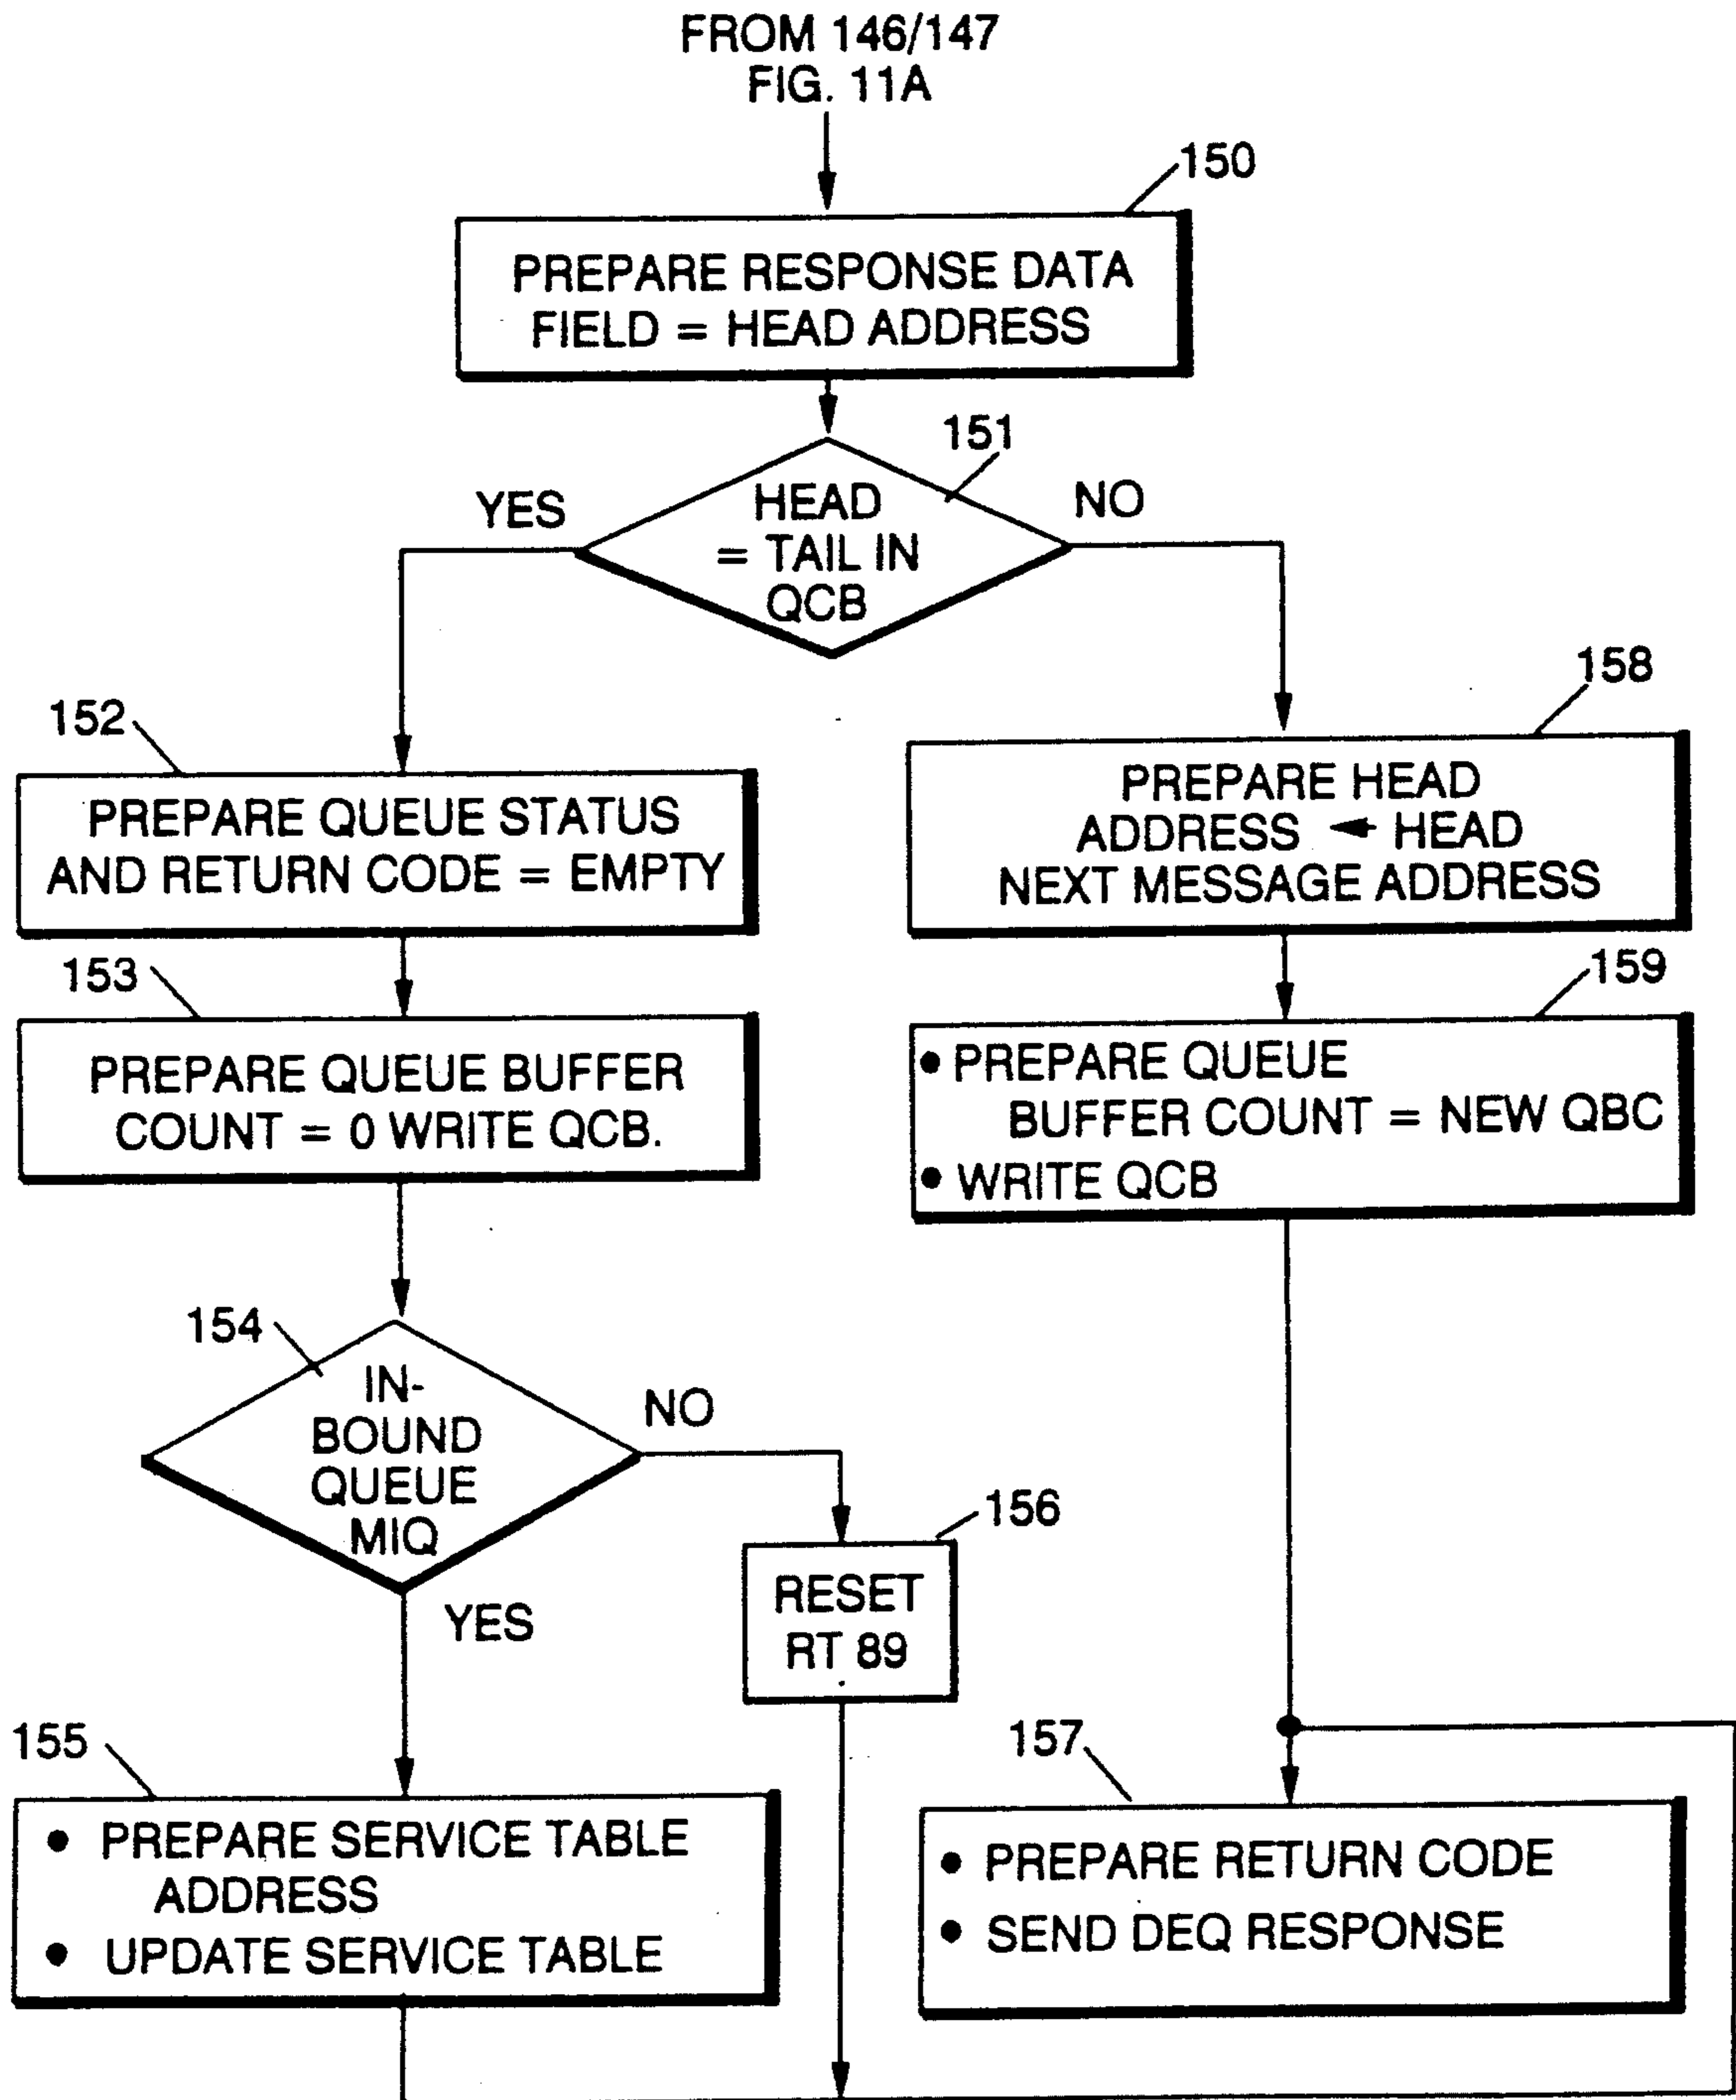 FROM 146/147
FIG. 11A
150
PREPARE RESPONSE DATA
FIELD = HEAD ADDRESS
151
YES
HEAD
= TAIL IN
QCB
NO
152
PREPARE QUEUE STATUS
AND RETURN CODE = EMPTY
158
PREPARE HEAD
ADDRESS ← HEAD
NEXT MESSAGE ADDRESS
153
PREPARE QUEUE BUFFER
COUNT = 0 WRITE QCB.
159
• PREPARE QUEUE
BUFFER COUNT = NEW QBC
• WRITE QCB
154
IN-
BOUND
QUEUE
MIQ
NO
YES
156
RESET
RT 89
155
• PREPARE SERVICE TABLE
ADDRESS
• UPDATE SERVICE TABLE
157
• PREPARE RETURN CODE
• SEND DEQ RESPONSE